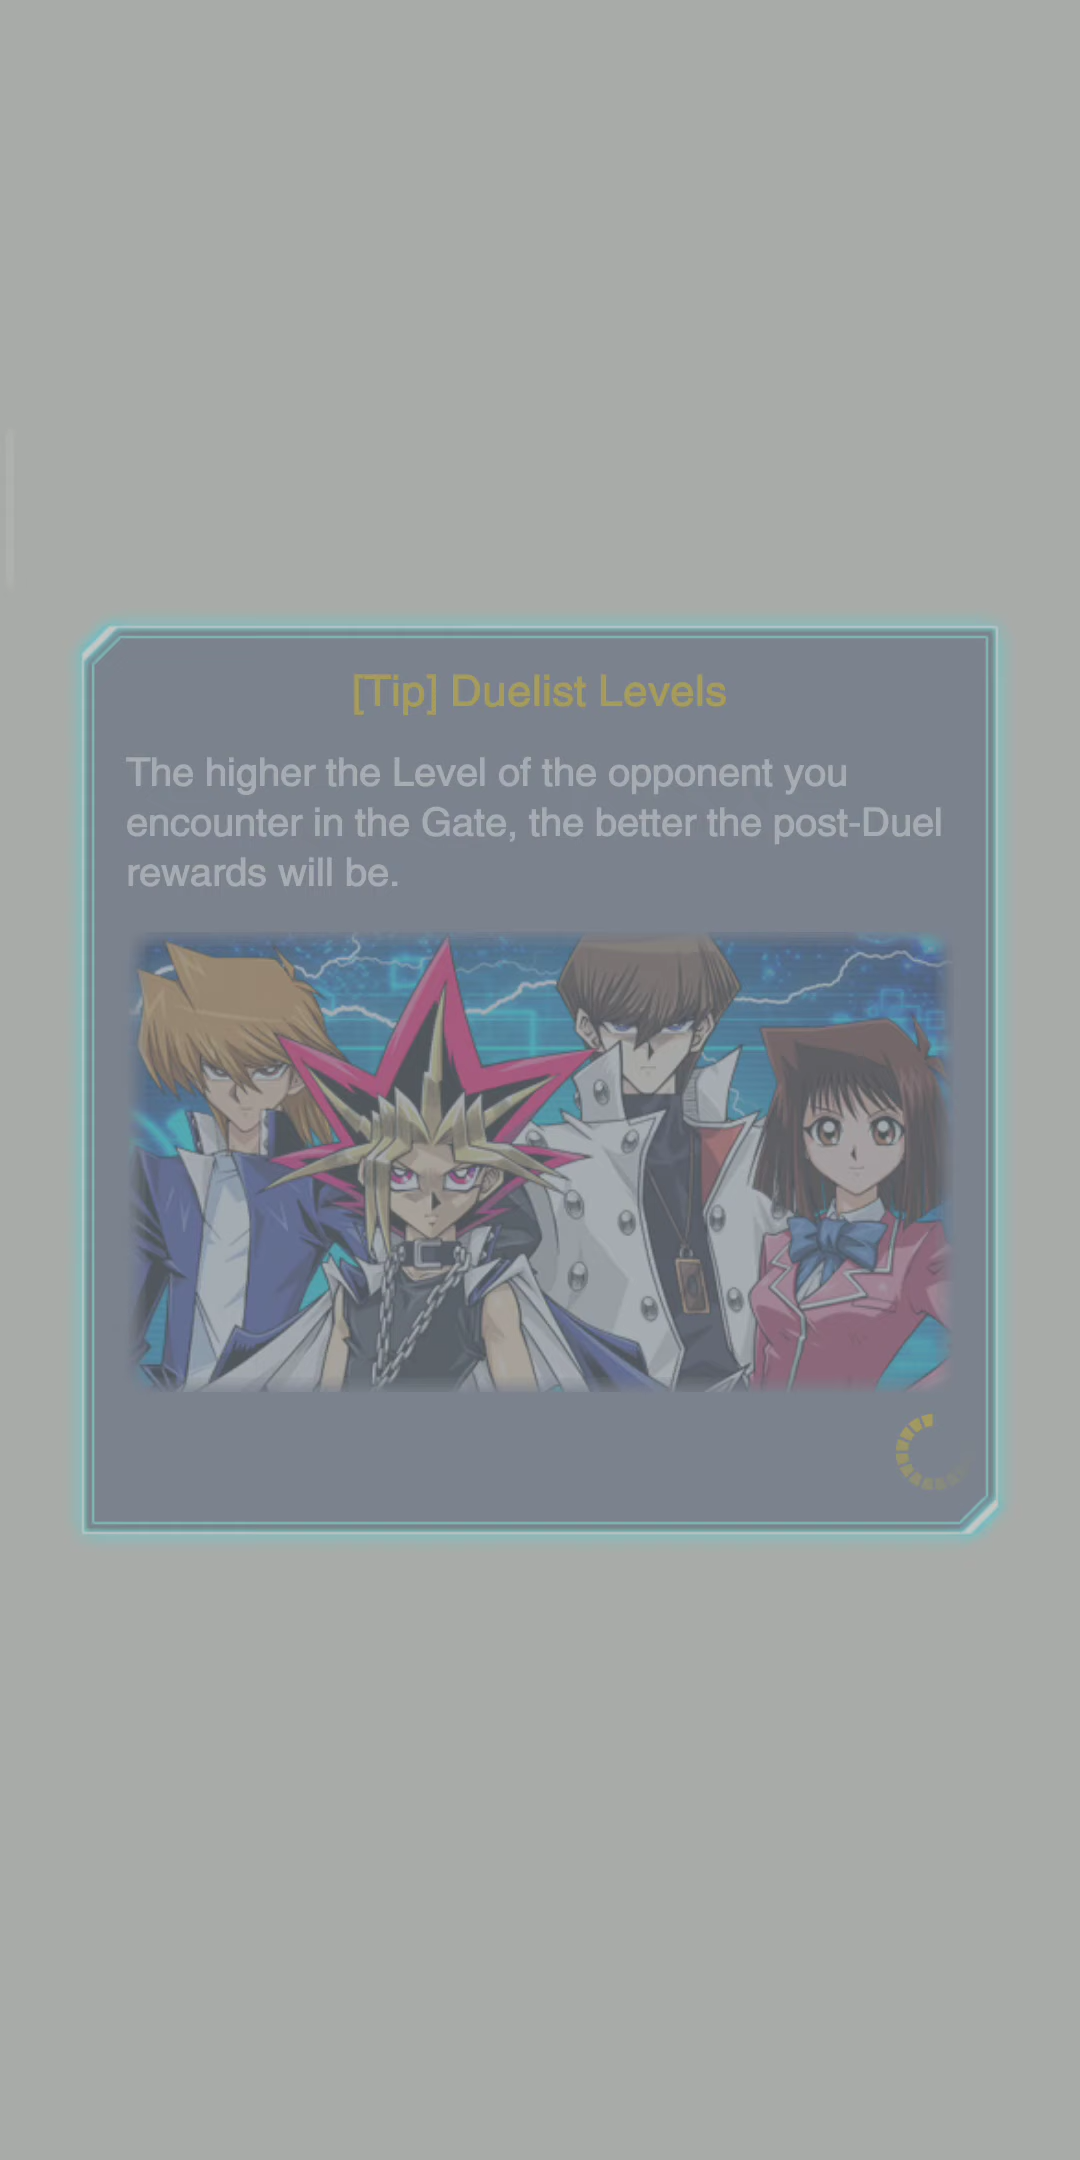 [Tip] Duelist Levels
The higher the Level of the opponent you
encounter in the Gate, the better the post-Duel
rewards will be.